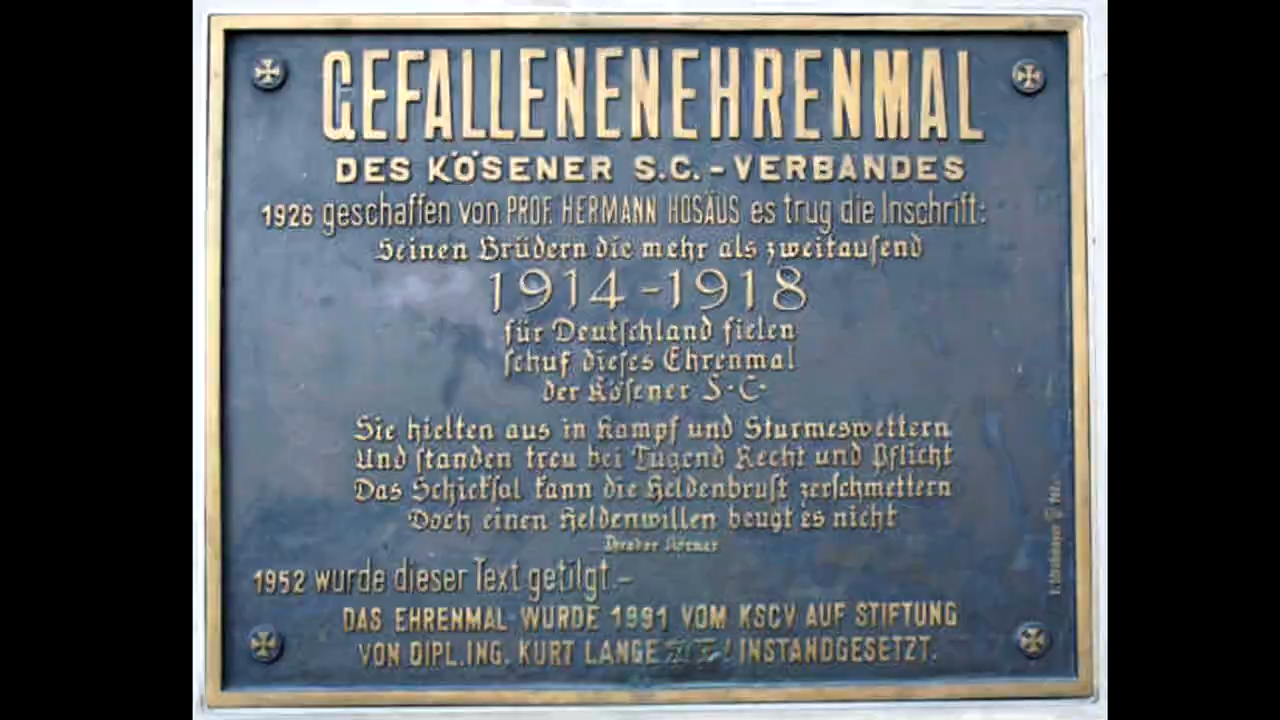 GEFALLENENEHRENMAL
DES KÖSENER S.C.-VERBANDES
1926 geschaffen von PROF. HERMANN HOSÄUS es trug die Inschrift:
Seinen Brüdern die mehr als zweitauſend
1914-1918
für Deutſchland fielen
ſchuf dieſes Ehrenmal
der Köſener S·C·
Sie hielten aus in Kampf und Sturmeswettern
Und ſtanden treu bei Tugend Recht und Pflicht
Das Schickſal kann die Heldenbruſt zerſchmettern
Doch einen Heldenwillen beugt es nicht
Theodor Körner
1952 wurde dieser Text getilgt.-
DAS EHRENMAL WURDE 1991 VOM KSCV AUF STIFTUNG
VON DIPL.ING. KURT LANGE INSTANDGESETZT.